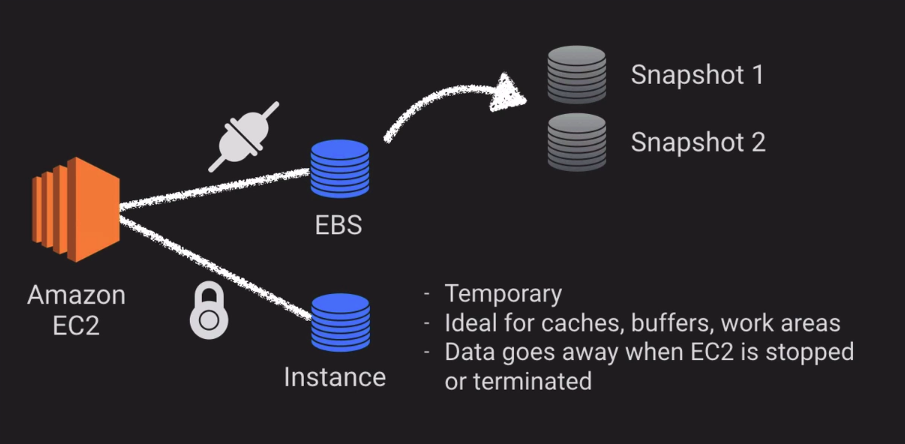 Snapshot 1
Snapshot 2
EBS
Amazon
EC2
- Temporary
- Ideal for caches, buffers, work areas
- Data goes away when EC2 is stopped
or terminated
Instance